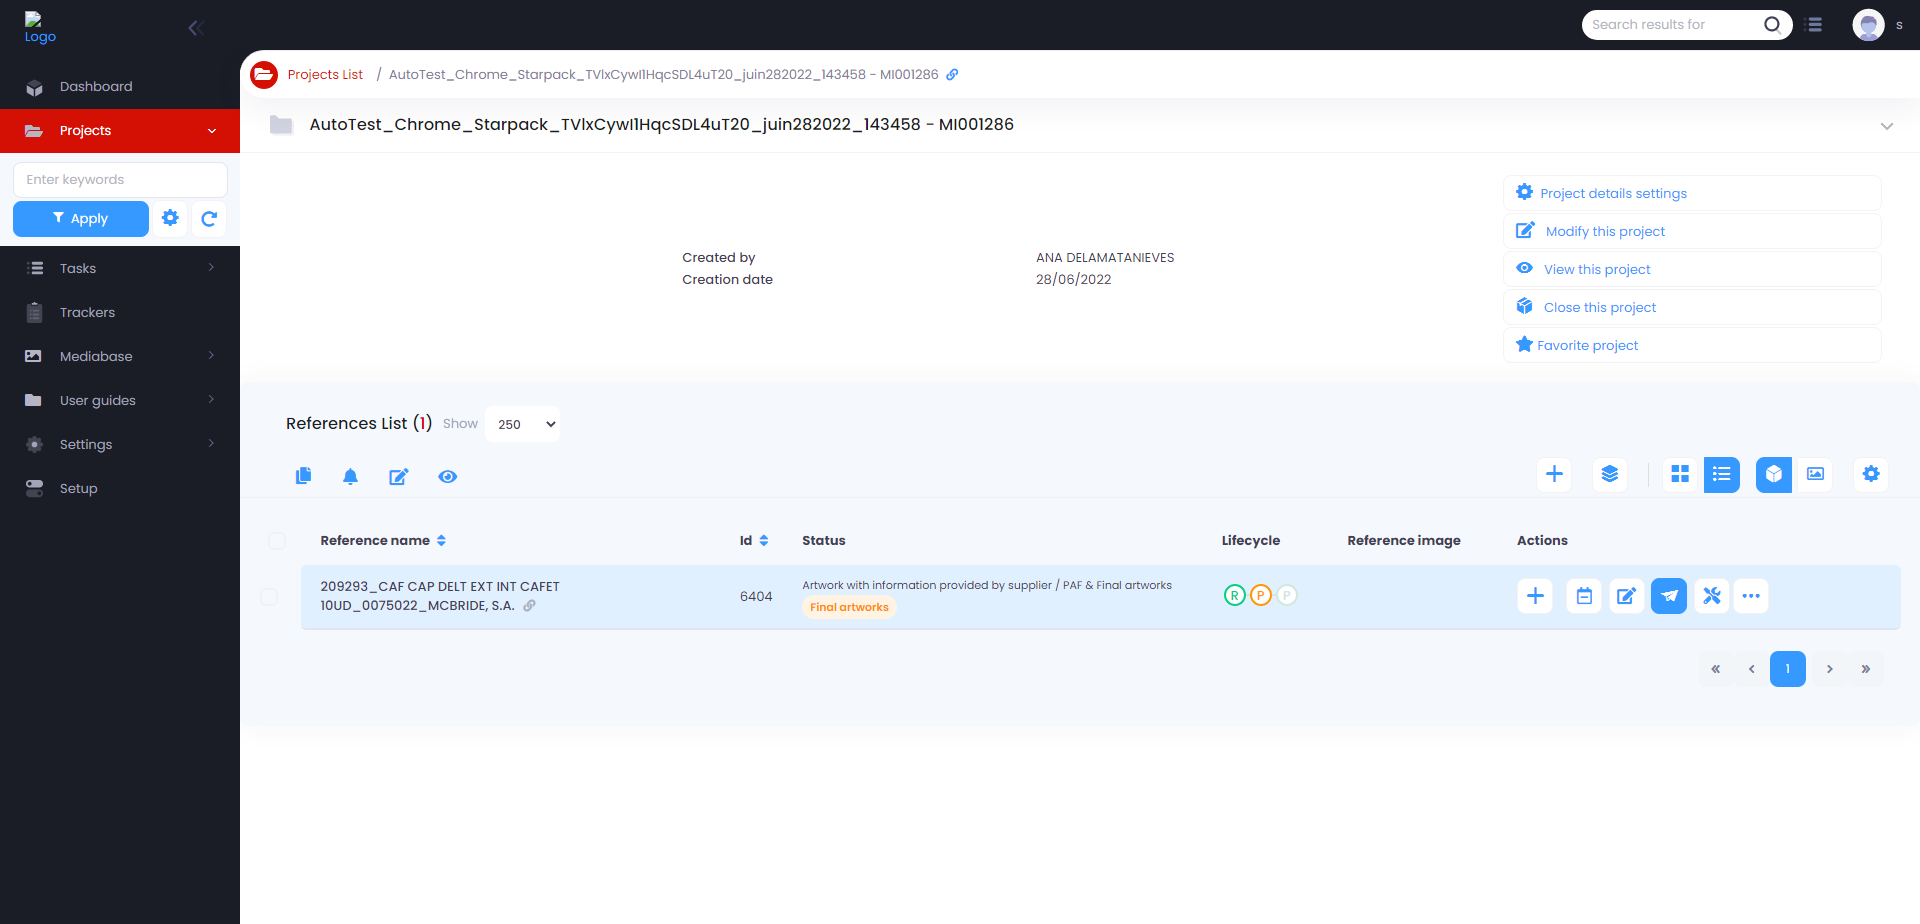 Logo
Search results for
s
Dashboard
Projects
Enter keywords
Apply
Tasks
Trackers
Mediabase
User guides
Settings
Setup
Projects List / AutoTest_Chrome_Starpack_TVlxCywI1HqcSDL4uT20_juin282022_143458 - MI001286
AutoTest_Chrome_Starpack_TVlxCywI1HqcSDL4uT20_juin282022_143458 - MI001286
Created by ANA DELAMATANIEVES
Creation date 28/06/2022
Project details settings
Modify this project
View this project
Close this project
Favorite project
References List (1) Show 250
Reference name Id Status Lifecycle Reference image Actions
209293_CAF CAP DELT EXT INT CAFET
10UD_0075022_MCBRIDE, S.A.
6404
Artwork with information provided by supplier / PAF & Final artworks
Final artworks
R P P
« ‹ 1 › »